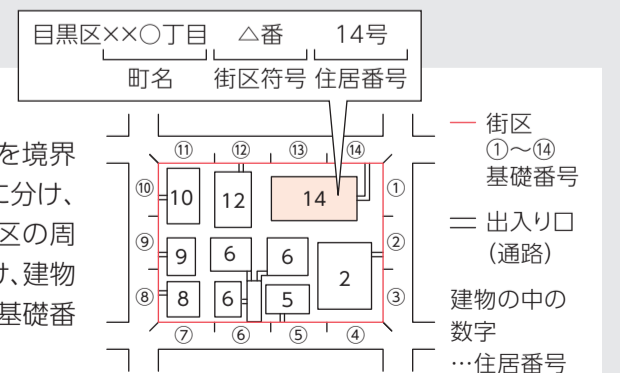 目黒区××○丁目 △番 14号
町名 街区符号 住居番号
を境界
に分け、
区の周
け、建物
基礎番
⑪ ⑫ ⑬ ⑭
⑩ 10 12 14 ①
⑨ 9 6 6 2 ②
⑧ 8 6 5 ③
⑦ ⑥ ⑤ ④
街区
①～⑭
基礎番号
出入り口
(通路)
建物の中の
数字
…住居番号